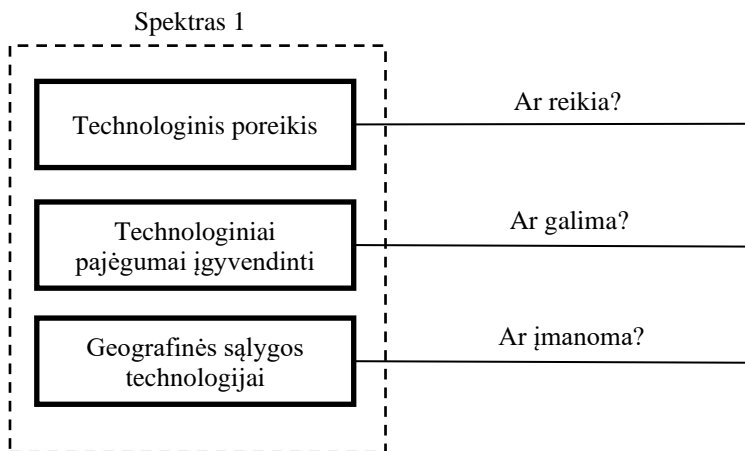 Spektras 1
Technologinis poreikis
Ar reikia?
Technologiniai
pajėgumai įgyvendinti
Ar galima?
Geografinės sąlygos
technologijai
Ar įmanoma?